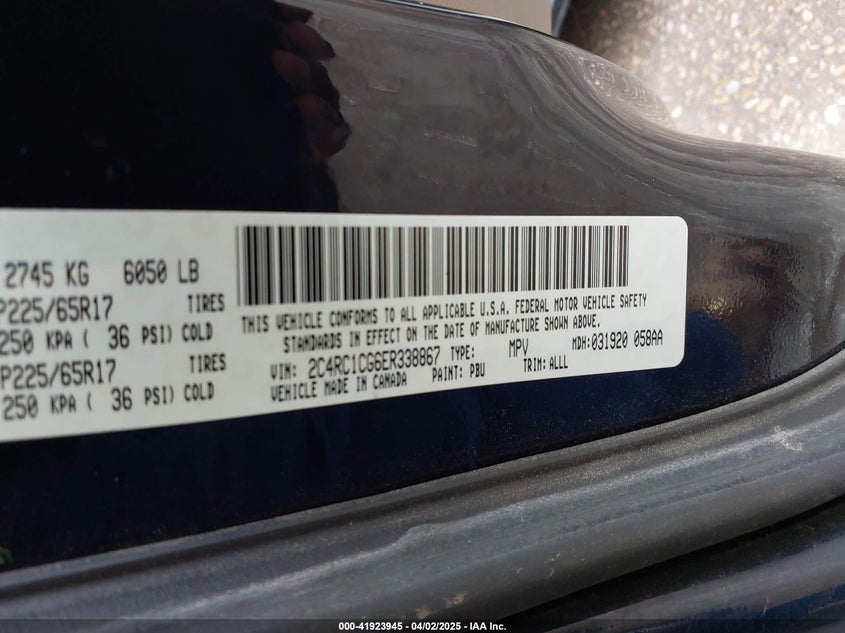 2745 KG 6050 LB
P225/65R17 TIRES
250 KPA ( 36 PSI) COLD
P225/65R17 TIRES
250 KPA ( 36 PSI) COLD
THIS VEHICLE CONFORMS TO ALL APPLICABLE U.S.A. FEDERAL MOTOR VEHICLE SAFETY
STANDARDS IN EFFECT ON THE DATE OF MANUFACTURE SHOWN ABOVE.
VIN: 2C4RC1CG6ER338867 TYPE: MPV MDH:031920 058AA
VEHICLE MADE IN CANADA PAINT: PBU TRIM: ALLL
000-41923945 - 04/02/2025 - IAA Inc.